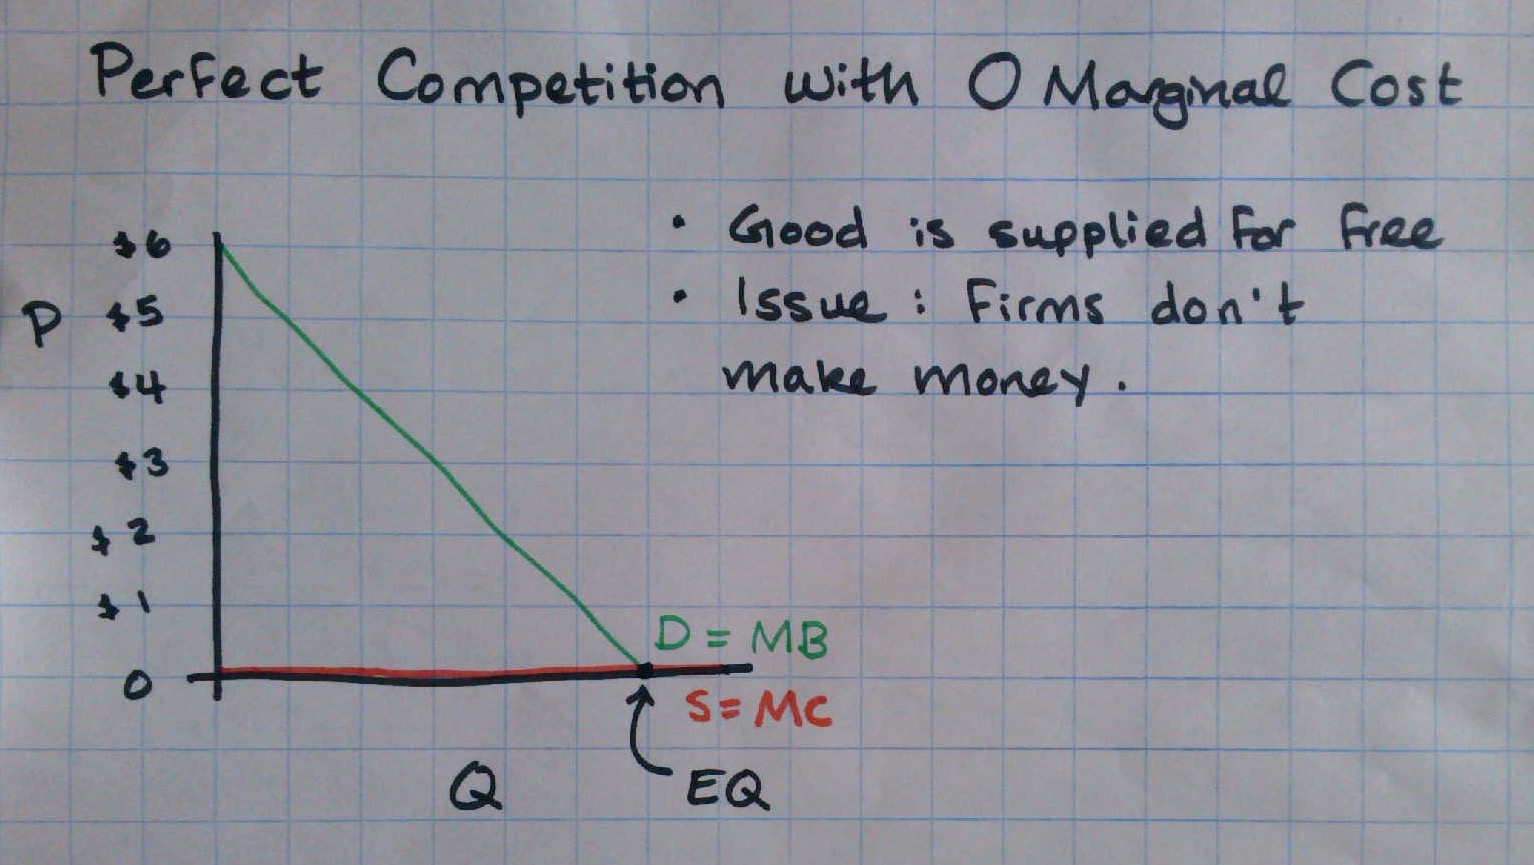 Perfect Competition with 0 Marginal Cost
• Good is supplied for free
• Issue: Firms don't
make money.
P
$6
$5
$4
$3
$2
$1
0
D = MB
S = MC
Q
EQ